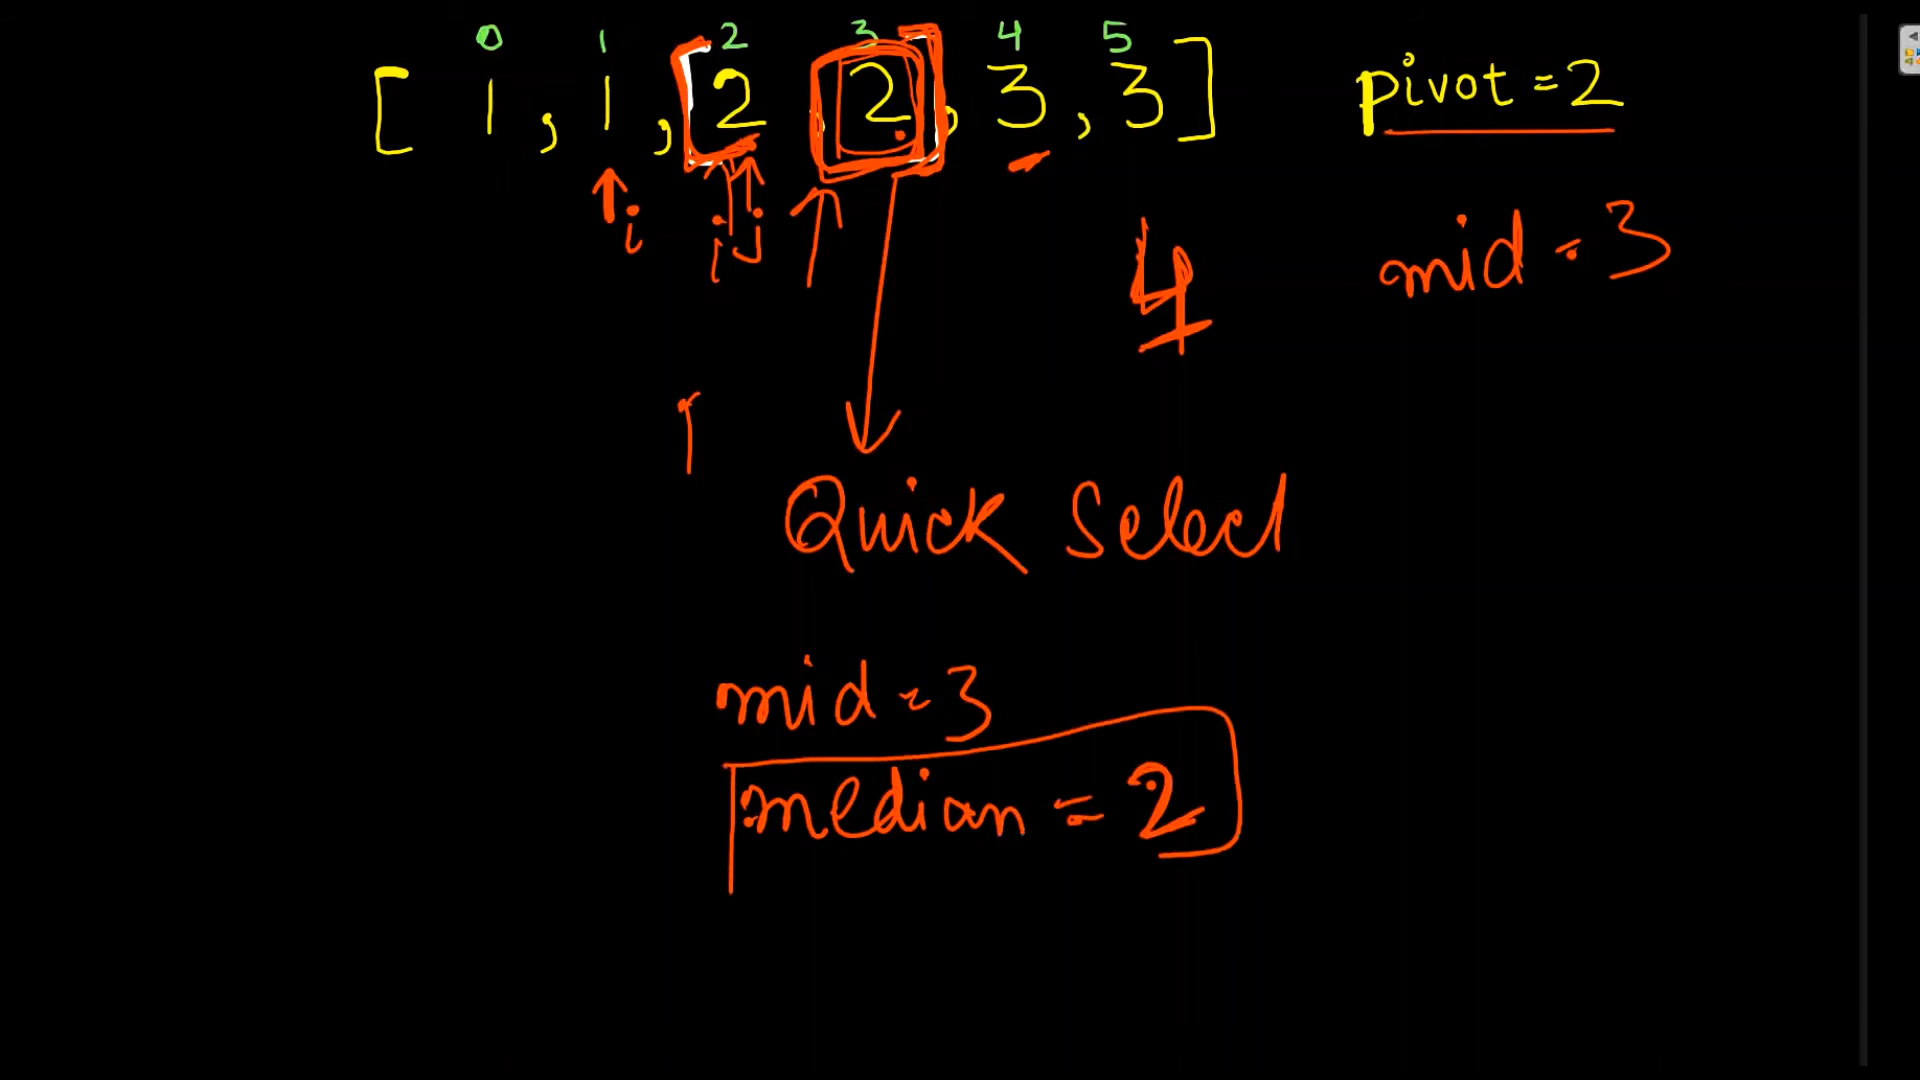 0 1 2 3 4 5
[ 1 , 1 , [ 2 , 2 ] , 3 , 3 ] pivot = 2
i i j
4 mid = 3
Quick Select
mid = 3
median = 2